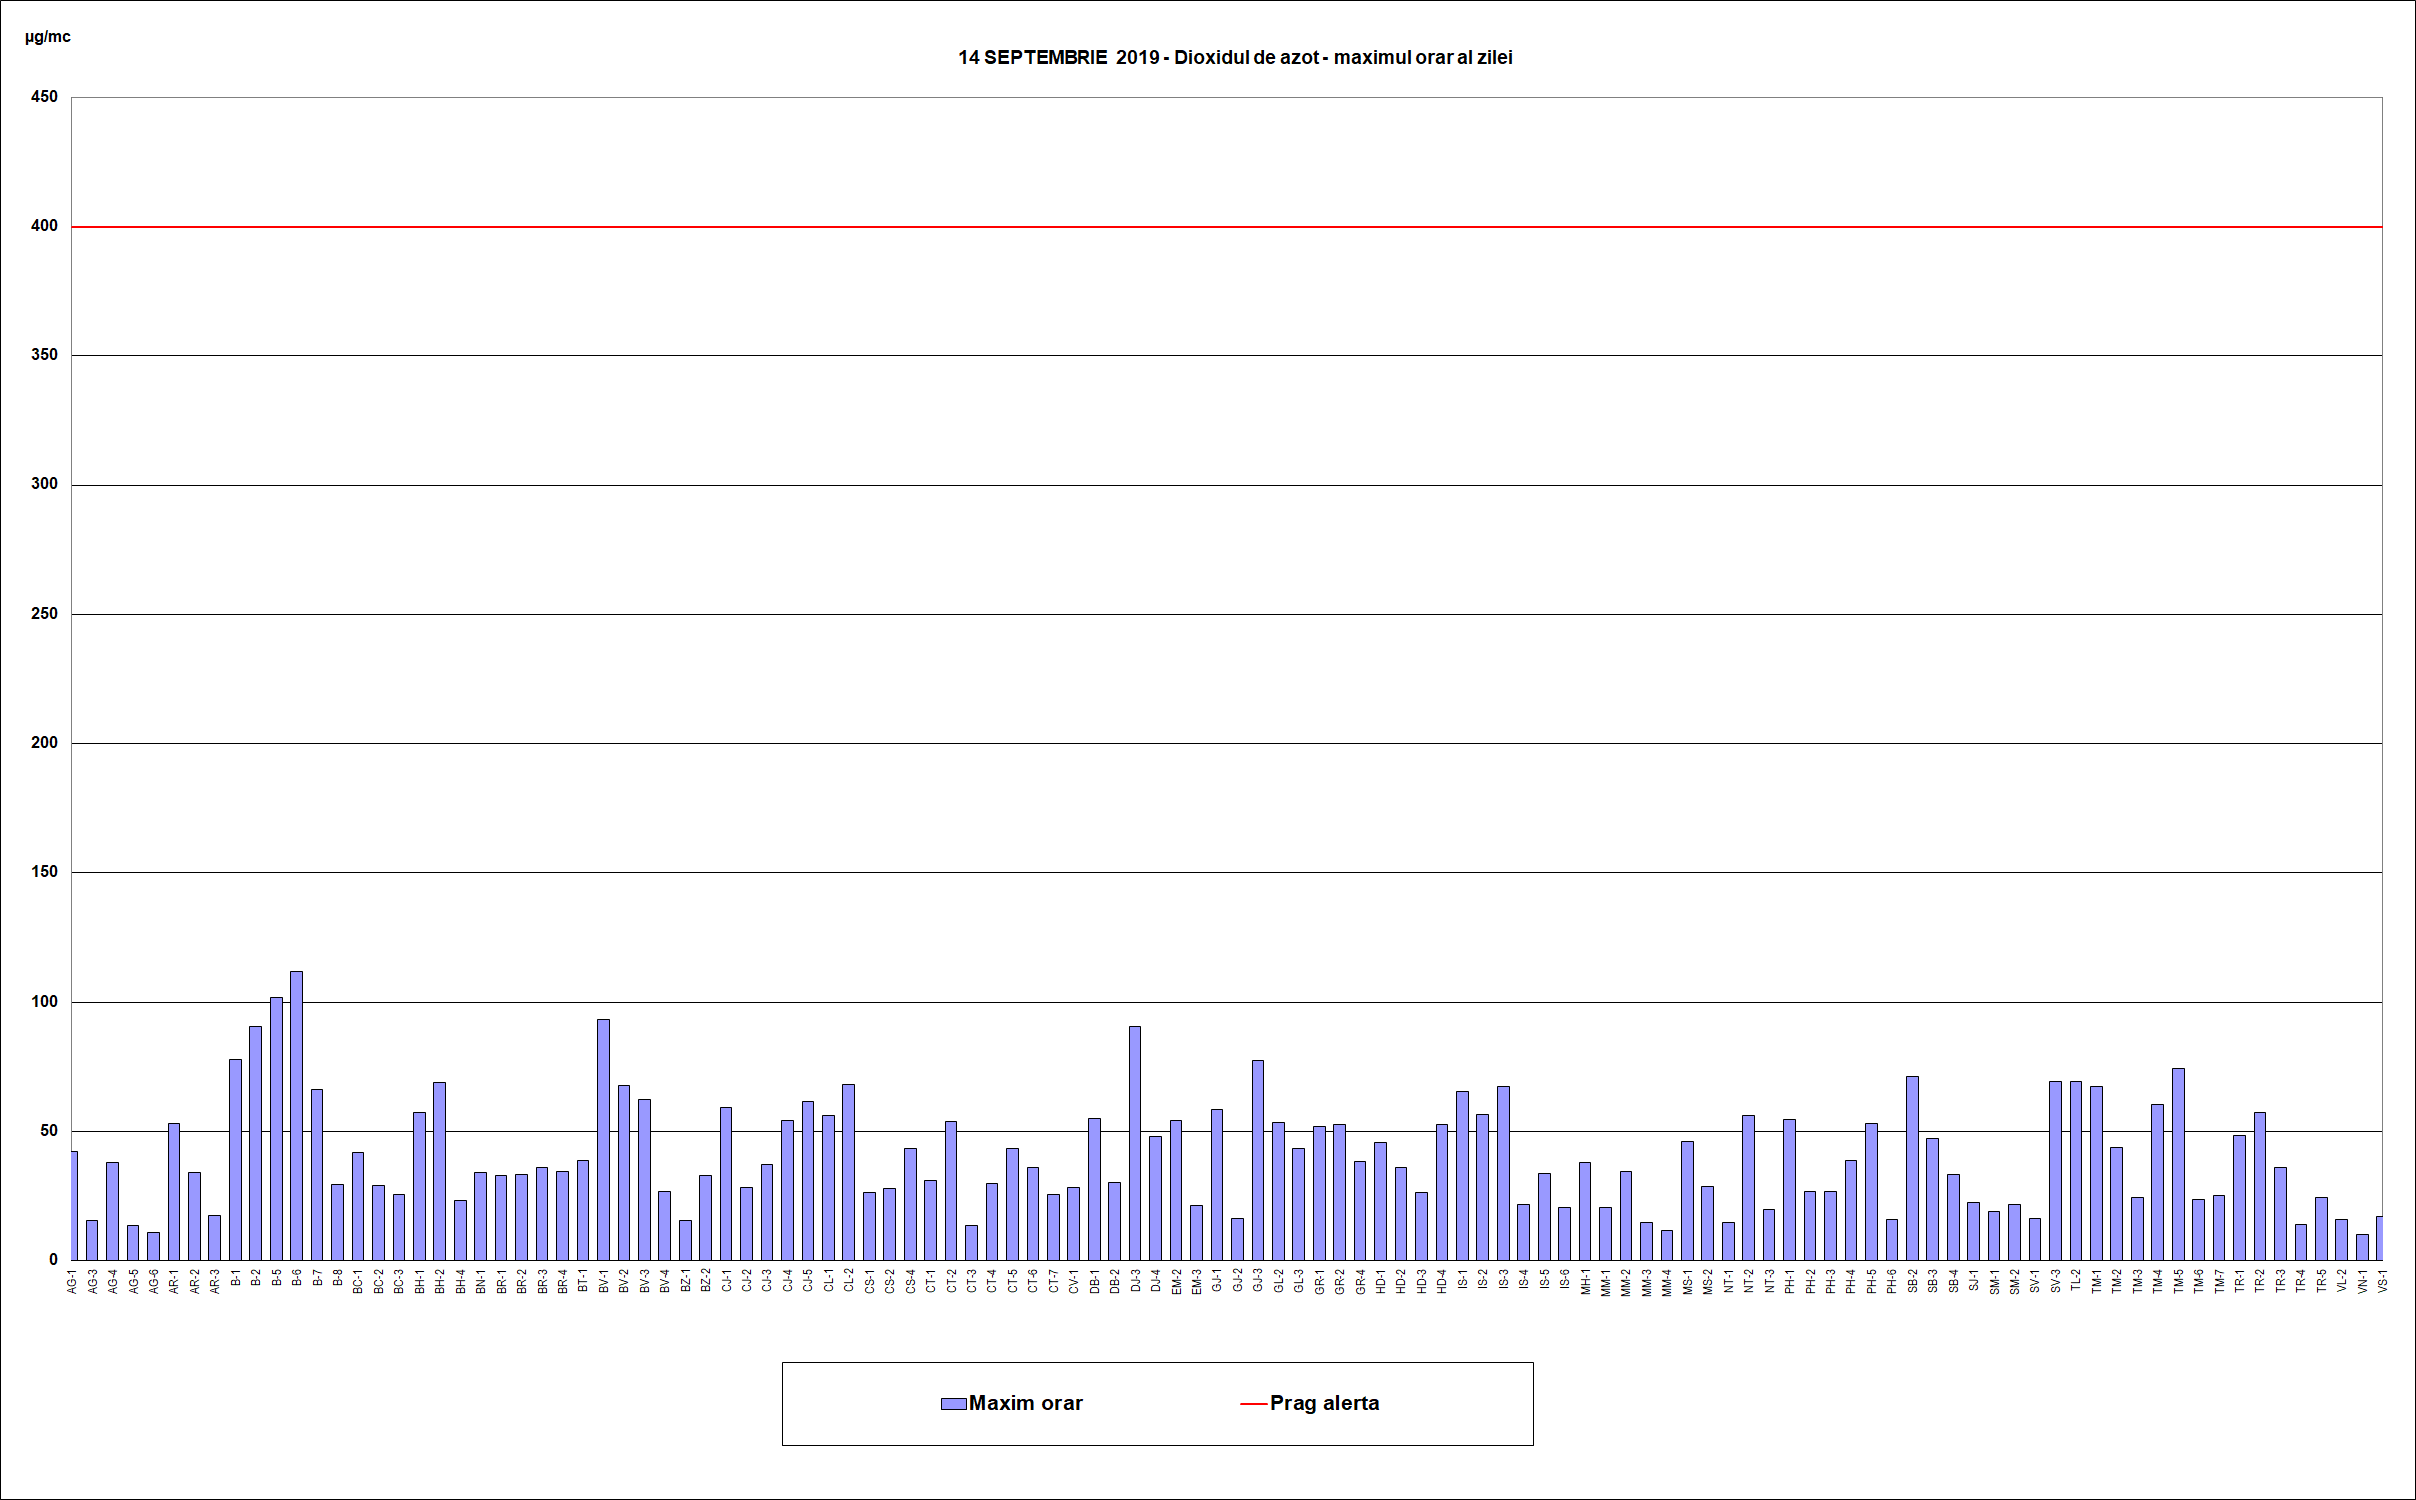 µg/mc
14 SEPTEMBRIE 2019 - Dioxidul de azot - maximul orar al zilei
450
400
350
300
250
200
150
100
50
0
AG-1 AG-3 AG-4 AG-5 AG-6 AR-1 AR-2 AR-3 B-1 B-2 B-5 B-6 B-7 B-8 BC-1 BC-2 BC-3 BH-1 BH-2 BH-4 BN-1 BR-1 BR-2 BR-3 BR-4 BT-1 BV-1 BV-2 BV-3 BV-4 BZ-1 BZ-2 CJ-1 CJ-2 CJ-3 CJ-4 CJ-5 CL-1 CL-2 CS-1 CS-2 CS-4 CT-1 CT-2 CT-3 CT-4 CT-5 CT-6 CT-7 CV-1 DB-1 DB-2 DJ-3 DJ-4 EM-2 EM-3 GJ-1 GJ-2 GJ-3 GL-2 GL-3 GR-1 GR-2 GR-4 HD-1 HD-2 HD-3 HD-4 IS-1 IS-2 IS-3 IS-4 IS-5 IS-6 MH-1 MM-1 MM-2 MM-3 MM-4 MS-1 MS-2 NT-1 NT-2 NT-3 PH-1 PH-2 PH-3 PH-4 PH-5 PH-6 SB-2 SB-3 SB-4 SJ-1 SM-1 SM-2 SV-1 SV-3 TL-2 TM-1 TM-2 TM-3 TM-4 TM-5 TM-6 TM-7 TR-1 TR-2 TR-3 TR-4 TR-5 VL-2 VN-1 VS-1
Maxim orar Prag alerta